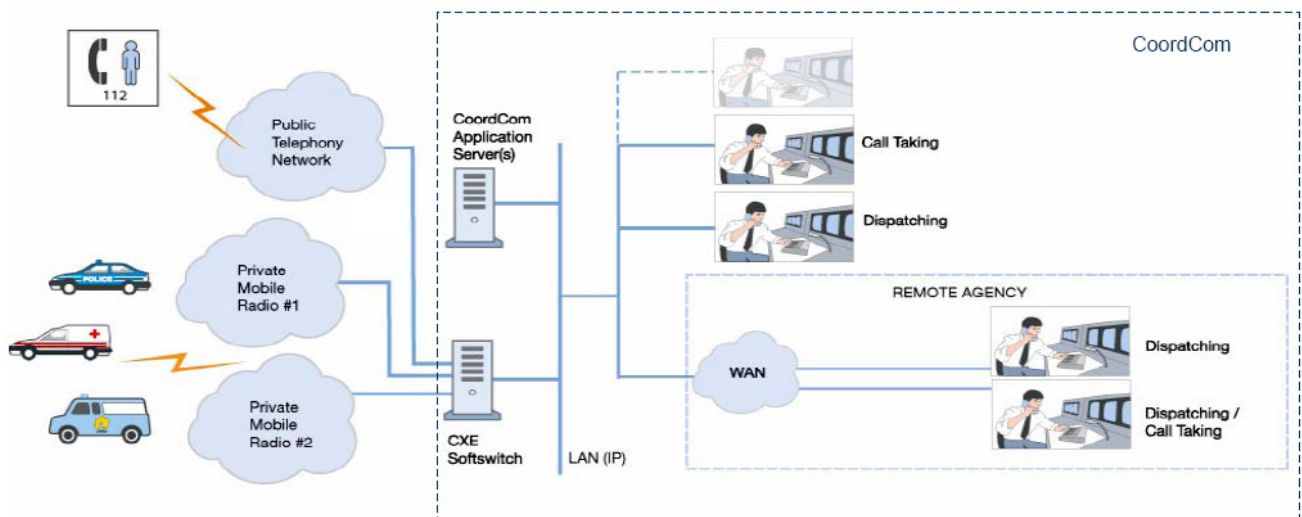 CoordCom
112
Public
Telephony
Network
CoordCom
Application
Server(s)
Call Taking
Dispatching
POLICE
Private
Mobile
Radio #1
REMOTE AGENCY
WAN
Dispatching
Private
Mobile
Radio #2
Dispatching /
Call Taking
CXE
Softswitch
LAN (IP)